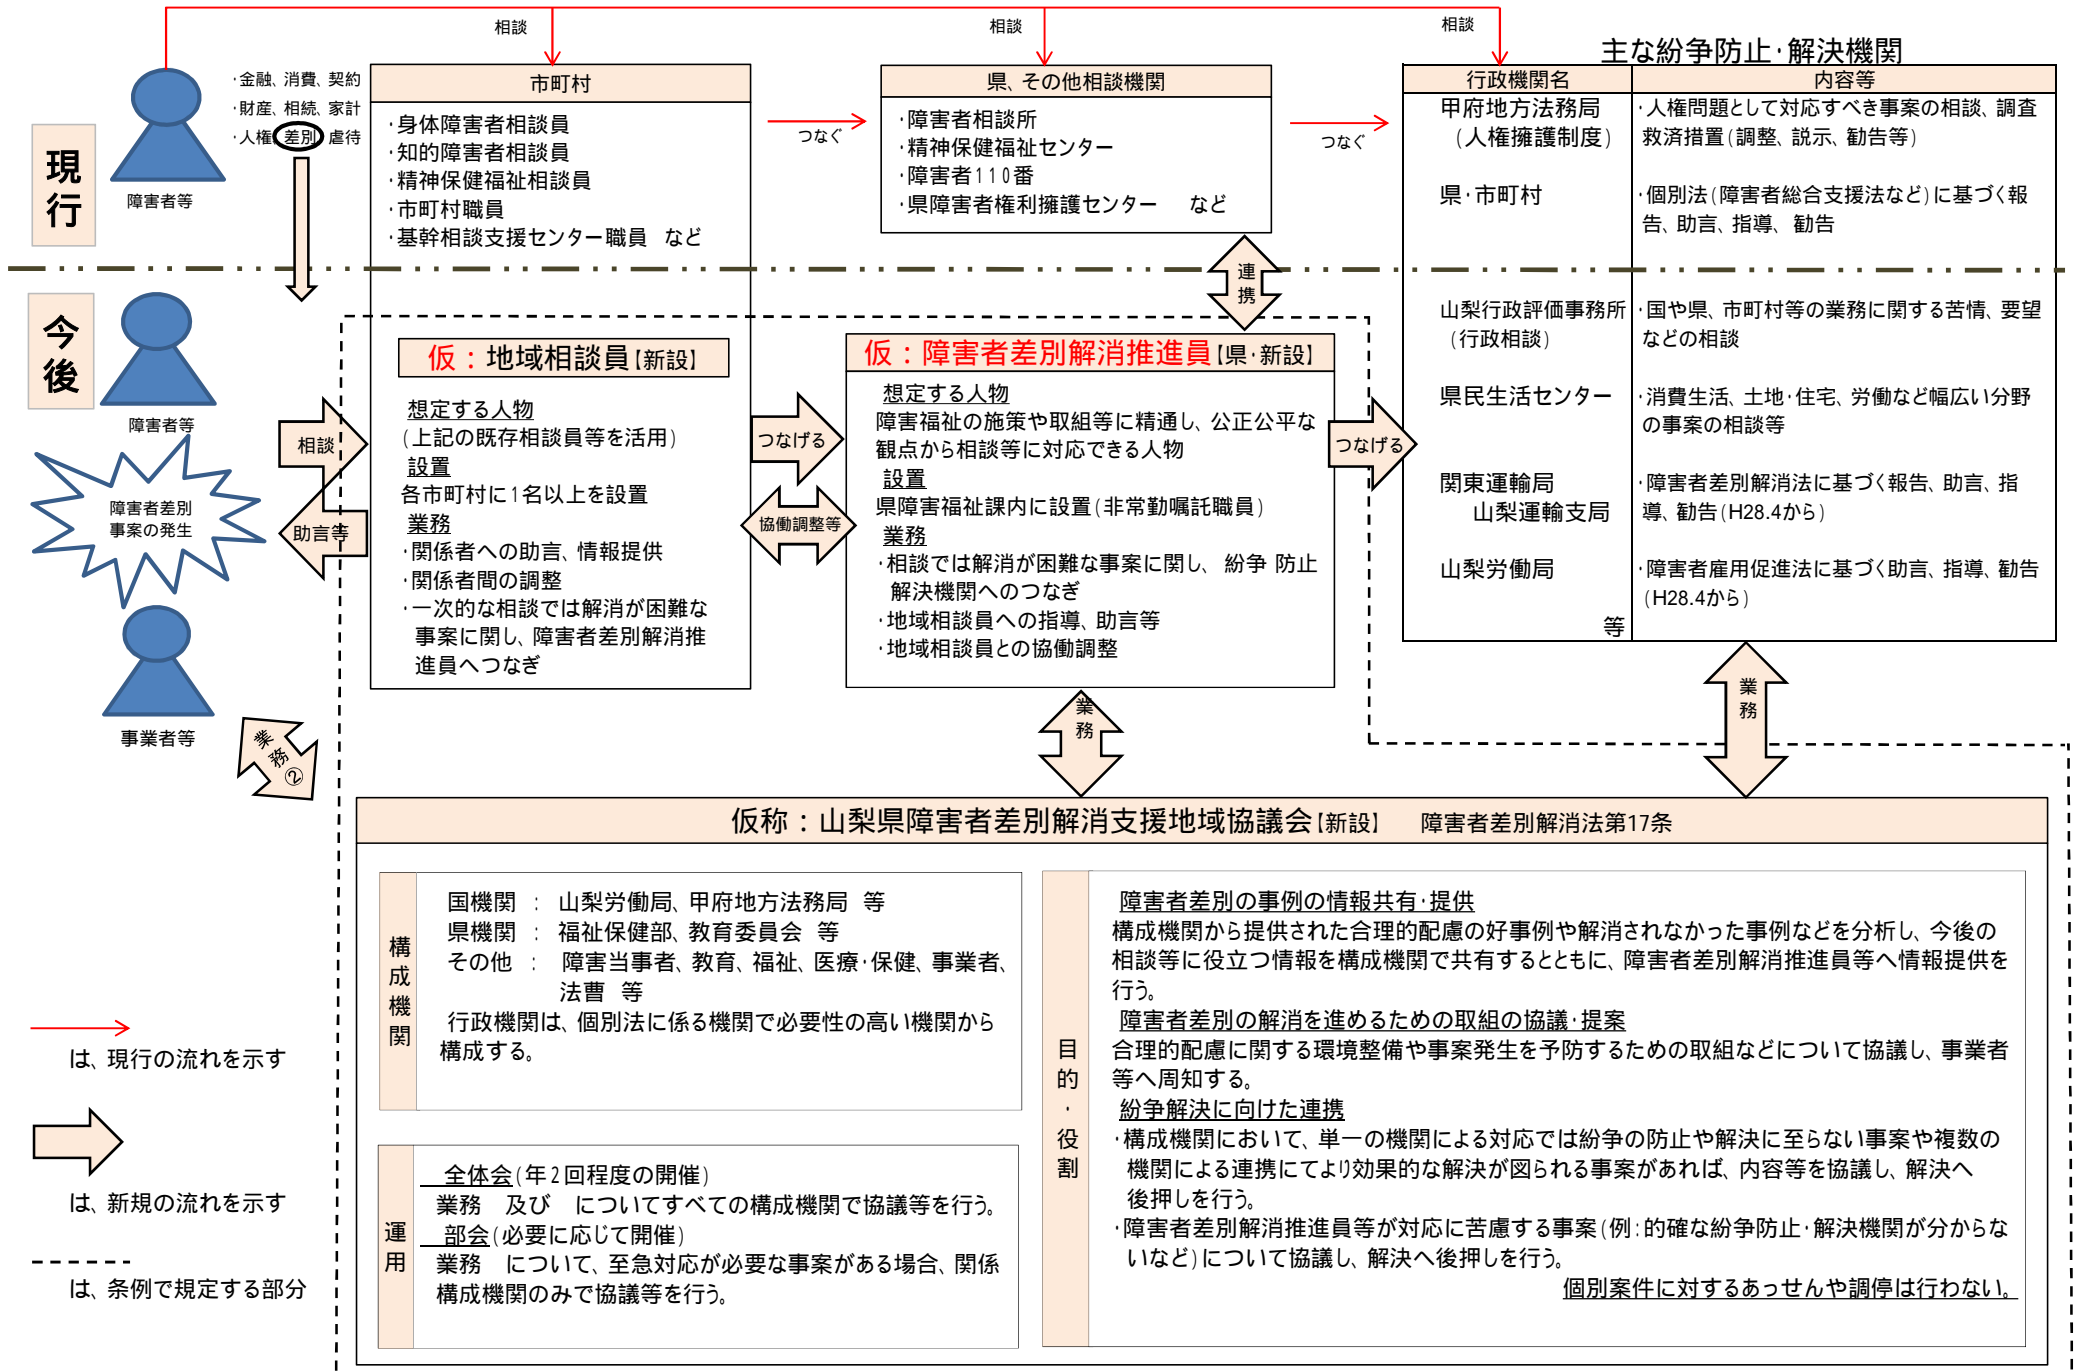 相談
相談
相談
主な紛争防止・解決機関
現行
・金融、消費、契約
・財産、相続、家計
・人権、差別、虐待
障害者等
市町村
・身体障害者相談員
・知的障害者相談員
・精神保健福祉相談員
・市町村職員
・基幹相談支援センター職員 など
つなぐ
県、その他相談機関
・障害者相談所
・精神保健福祉センター
・障害者110番
・県障害者権利擁護センター など
つなぐ
行政機関名
内容等
甲府地方法務局
(人権擁護制度)
・人権問題として対応すべき事案の相談、調査
救済措置(調整、説示、勧告等)
県・市町村
・個別法(障害者総合支援法など)に基づく報
告、助言、指導、勧告
山梨行政評価事務所
(行政相談)
・国や県、市町村等の業務に関する苦情、要望
などの相談
県民生活センター
・消費生活、土地・住宅、労働など幅広い分野
の事案の相談等
関東運輸局
山梨運輸支局
・障害者差別解消法に基づく報告、助言、指
導、勧告(H28.4から)
山梨労働局
・障害者雇用促進法に基づく助言、指導、勧告
(H28.4から)
等
連携
今後
障害者等
障害者差別
事案の発生
事業者等
相談
助言等
業務②
仮：地域相談員【新設】
想定する人物
(上記の既存相談員等を活用)
設置
各市町村に1名以上を設置
業務
・関係者への助言、情報提供
・関係者間の調整
・一次的な相談では解消が困難な
事案に関し、障害者差別解消推
進員へつなぎ
つなげる
協働調整等
仮：障害者差別解消推進員【県・新設】
想定する人物
障害福祉の施策や取組等に精通し、公正公平な
観点から相談等に対応できる人物
設置
県障害福祉課内に設置(非常勤嘱託職員)
業務
・相談では解消が困難な事案に関し、紛争 防止
解決機関へのつなぎ
・地域相談員への指導、助言等
・地域相談員との協働調整
つなげる
業務
業務
仮称：山梨県障害者差別解消支援地域協議会【新設】 障害者差別解消法第17条
構成機関
国機関 ： 山梨労働局、甲府地方法務局 等
県機関 ： 福祉保健部、教育委員会 等
その他 ： 障害当事者、教育、福祉、医療・保健、事業者、
法曹 等
行政機関は、個別法に係る機関で必要性の高い機関から
構成する。
運用
全体会(年2回程度の開催)
業務 及び についてすべての構成機関で協議等を行う。
部会(必要に応じて開催)
業務 について、至急対応が必要な事案がある場合、関係
構成機関のみで協議等を行う。
目的・役割
障害者差別の事例の情報共有・提供
構成機関から提供された合理的配慮の好事例や解消されなかった事例などを分析し、今後の
相談等に役立つ情報を構成機関で共有するとともに、障害者差別解消推進員等へ情報提供を
行う。
障害者差別の解消を進めるための取組の協議・提案
合理的配慮に関する環境整備や事案発生を予防するための取組などについて協議し、事業者
等へ周知する。
紛争解決に向けた連携
・構成機関において、単一の機関による対応では紛争の防止や解決に至らない事案や複数の
機関による連携にてより効果的な解決が図られる事案があれば、内容等を協議し、解決へ
後押しを行う。
・障害者差別解消推進員等が対応に苦慮する事案(例：的確な紛争防止・解決機関が分からな
いなど)について協議し、解決へ後押しを行う。
個別案件に対するあっせんや調停は行わない。
は、現行の流れを示す
は、新規の流れを示す
は、条例で規定する部分